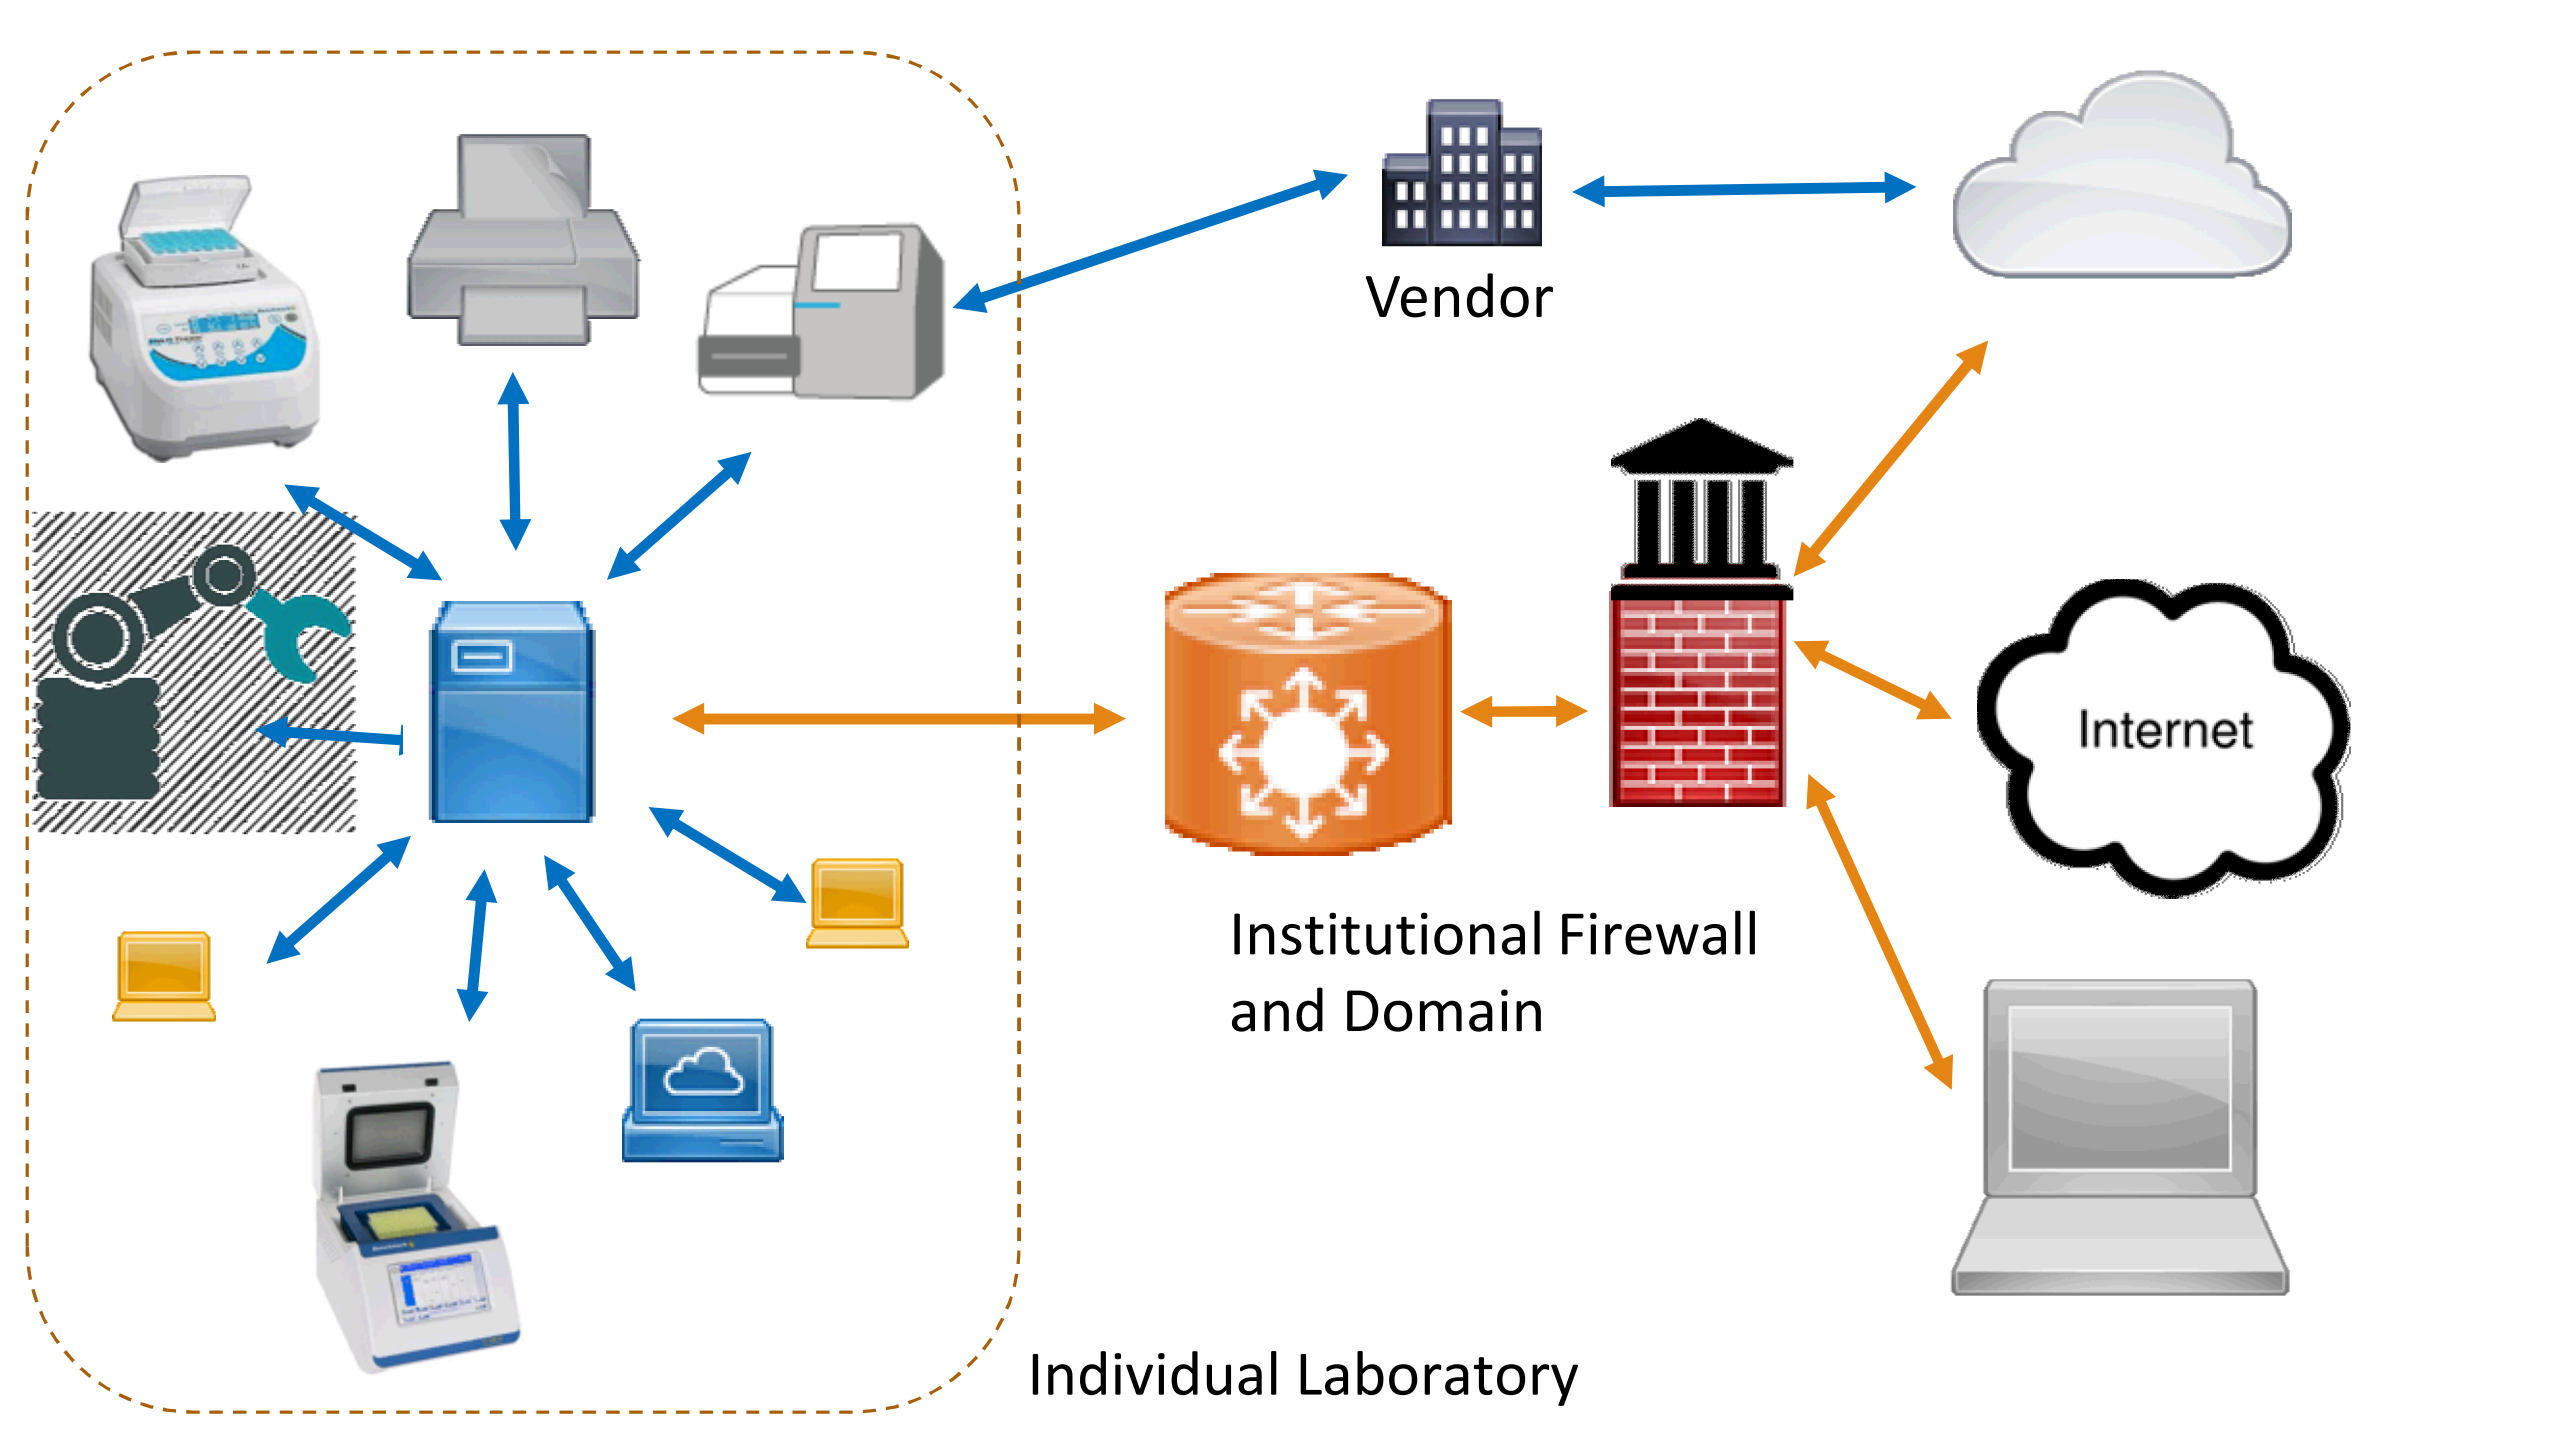 Vendor
Internet
Institutional Firewall
and Domain
Individual Laboratory